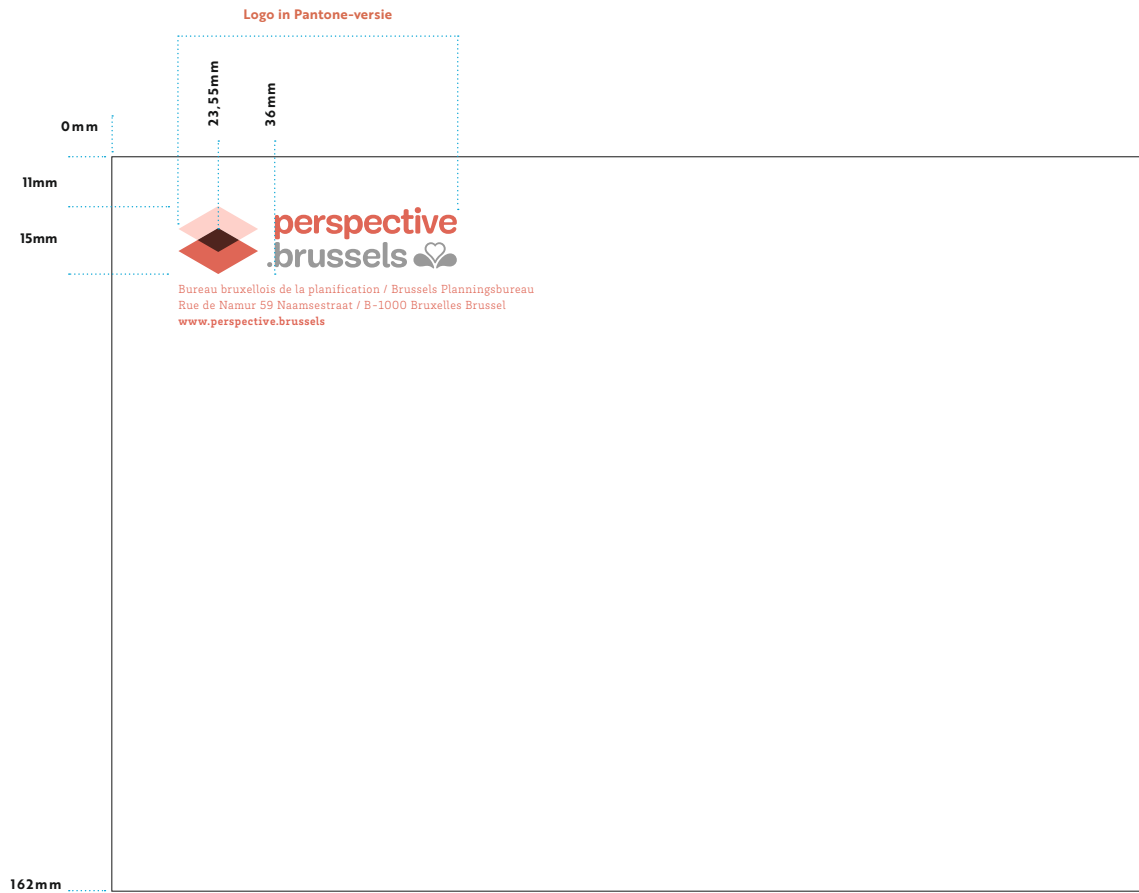 Logo in Pantone-versie
23,55mm
36mm
0mm
11mm
15mm
perspective
.brussels
Bureau bruxellois de la planification / Brussels Planningsbureau
Rue de Namur 59 Naamsestraat / B-1000 Bruxelles Brussel
www.perspective.brussels
162mm